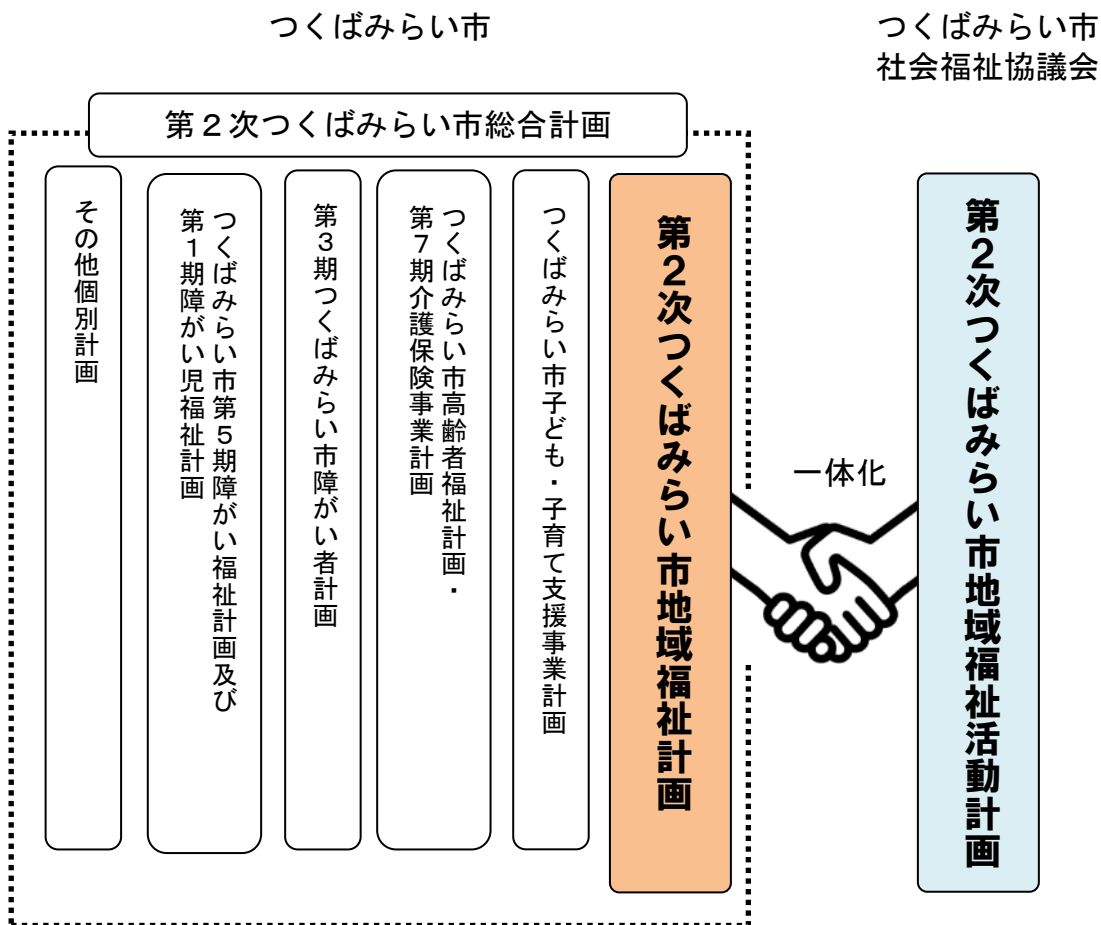 つくばみらい市
つくばみらい市
社会福祉協議会
第２次つくばみらい市総合計画
第２次つくばみらい市地域福祉計画
つくばみらい市子ども・子育て支援事業計画
つくばみらい市高齢者福祉計画・
第７期介護保険事業計画
第３期つくばみらい市障がい者計画
つくばみらい市第５期障がい福祉計画及び
第１期障がい児福祉計画
その他個別計画
一体化
第２次つくばみらい市地域福祉活動計画